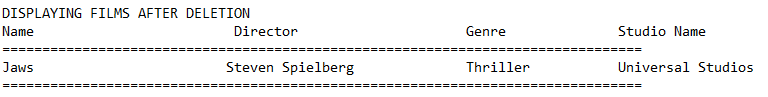 DISPLAYING FILMS AFTER DELETION
Name                         Director                     Genre              Studio Name
================================================================================
Jaws                        Steven Spielberg              Thriller           Universal Studios
================================================================================